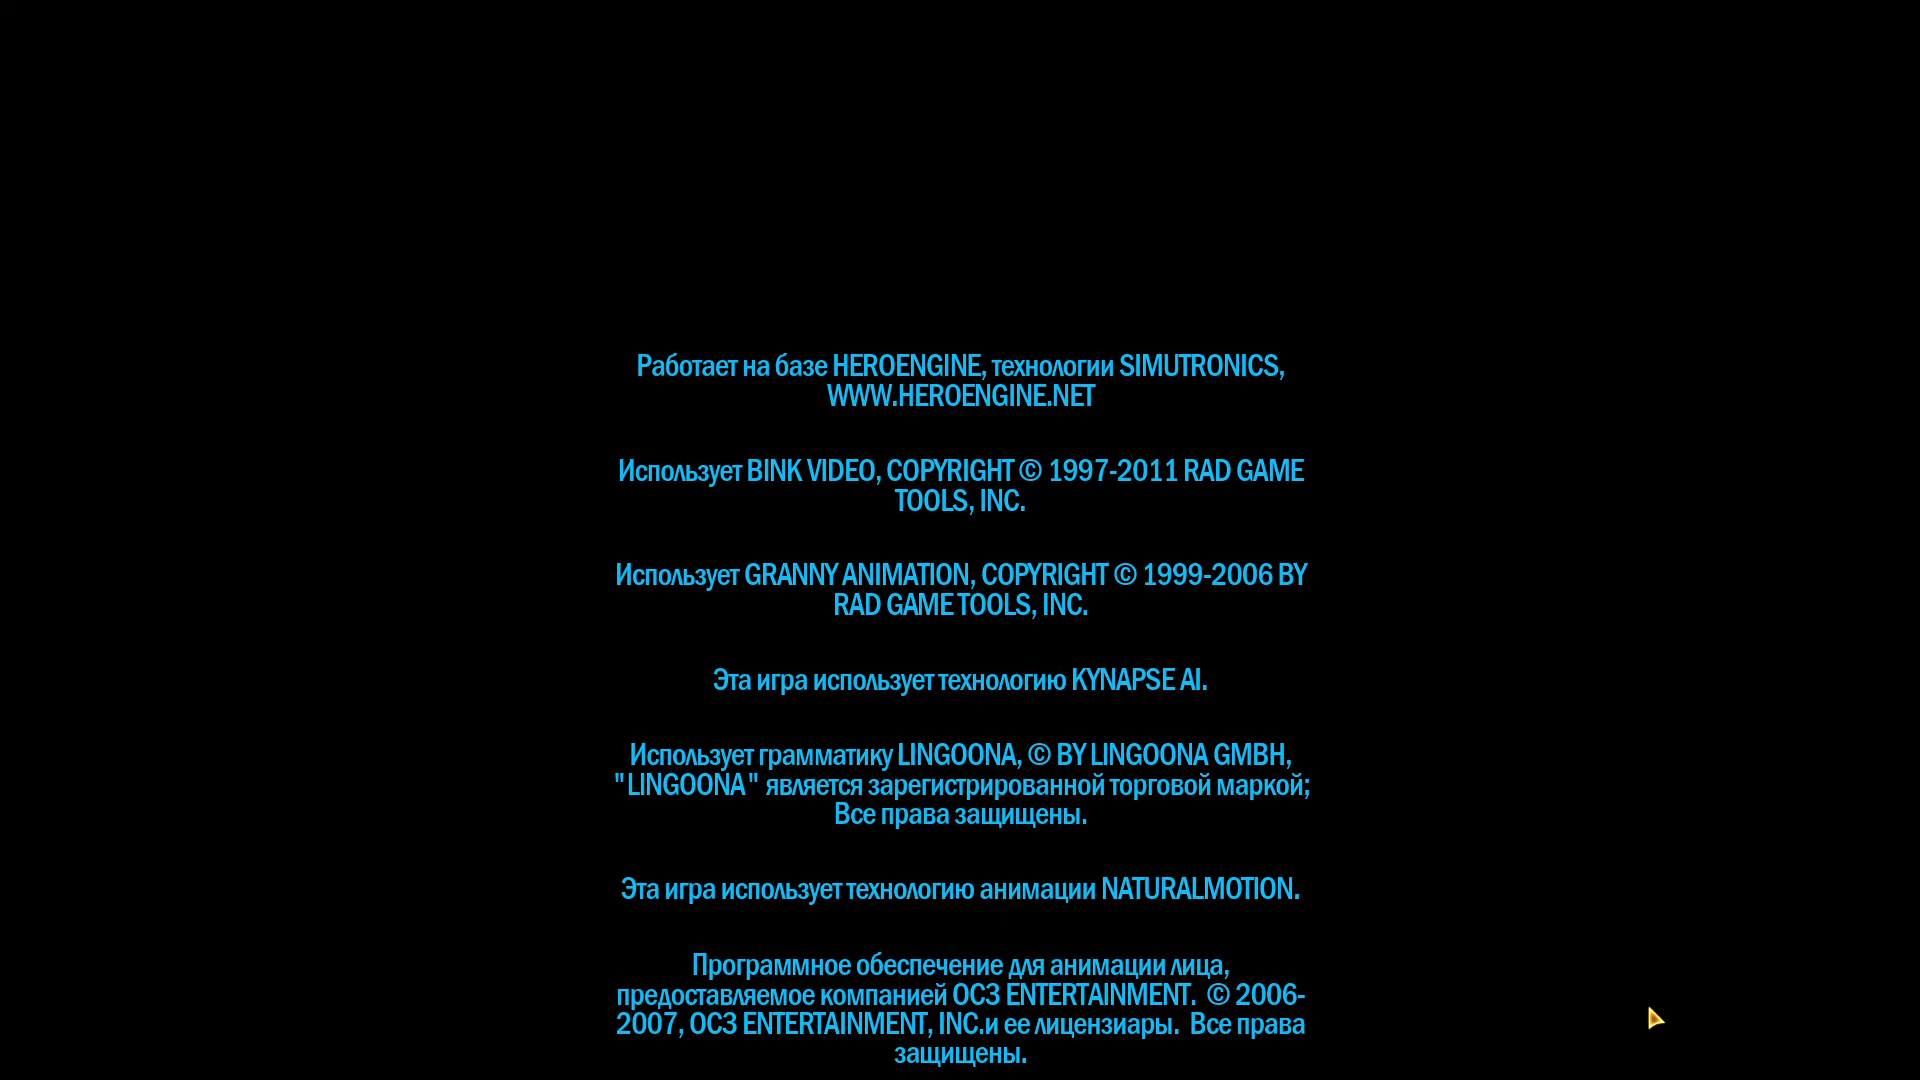 Работает на базе HEROENGINE, технологии SIMUTRONICS,
WWW.HEROENGINE.NET
Использует BINK VIDEO, COPYRIGHT © 1997-2011 RAD GAME
TOOLS, INC.
Использует GRANNY ANIMATION, COPYRIGHT © 1999-2006 BY
RAD GAME TOOLS, INC.
Эта игра использует технологию KYNAPSE AI.
Использует грамматику LINGOONA, © BY LINGOONA GMBH,
"LINGOONA" является зарегистрированной торговой маркой;
Все права защищены.
Эта игра использует технологию анимации NATURALMOTION.
Программное обеспечение для анимации лица,
предоставляемое компанией OC3 ENTERTAINMENT. © 2006-
2007, OC3 ENTERTAINMENT, INC.и ее лицензиары. Все права
защищены.